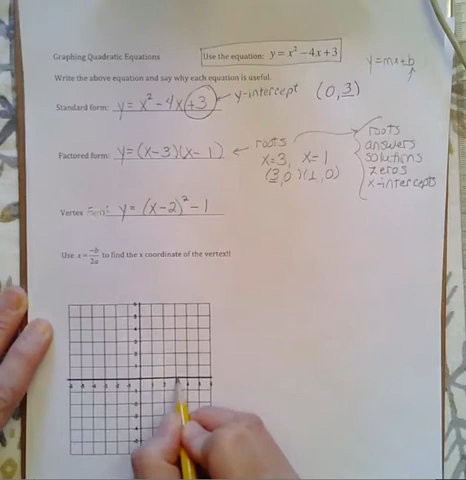 Graphing Quadratic Equations
Use the equation: y = x² − 4x + 3
y = mx + b
Write the above equation and say why each equation is useful.
Standard form: y = x² − 4x + 3 y-intercept (0, 3)
Factored form: y = (x−3)(x−1)
roots
x=3, x=1
(3,0) (1,0)
roots
answers
solutions
zeros
x-intercepts
Vertex form: y = (x−2)² − 1
Use x = −b/2a to find the x coordinate of the vertex!!